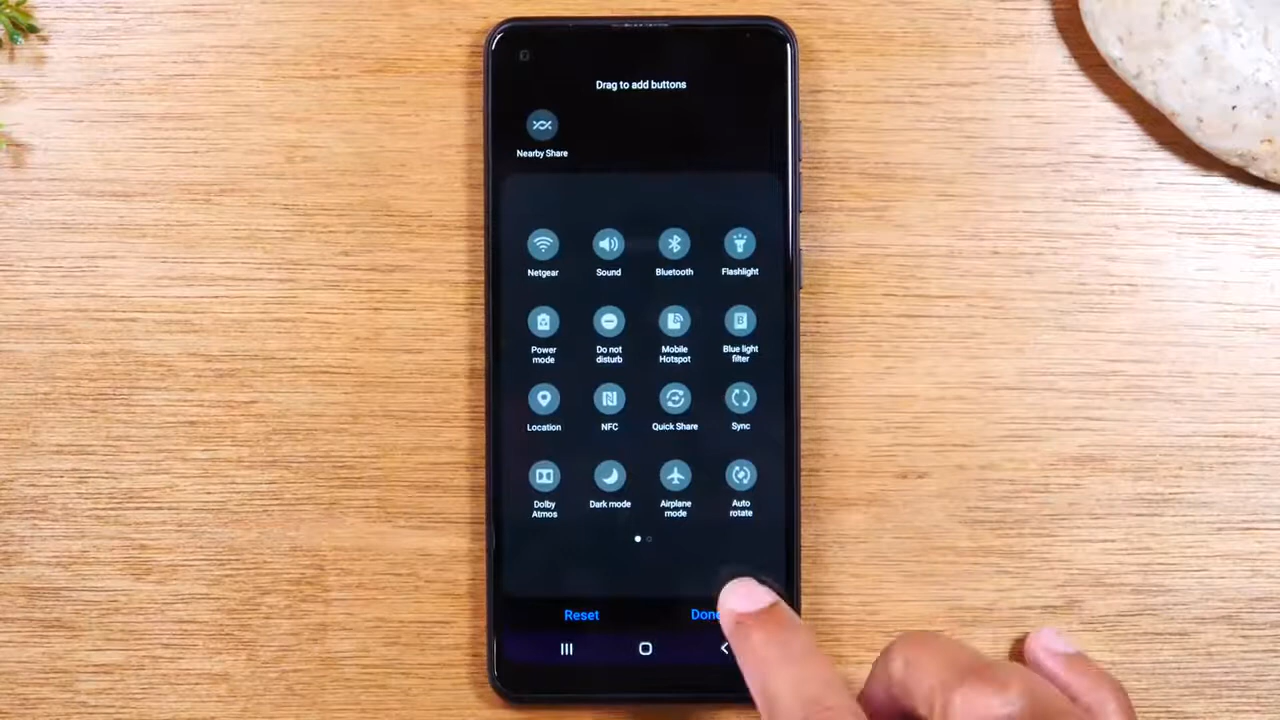 Drag to add buttons
Nearby Share
Netgear
Sound
Bluetooth
Flashlight
Power
mode
Do not
disturb
Mobile
Hotspot
Blue light
filter
Location
NFC
Quick Share
Sync
Dolby
Atmos
Dark mode
Airplane
mode
Auto
rotate
Reset
Done